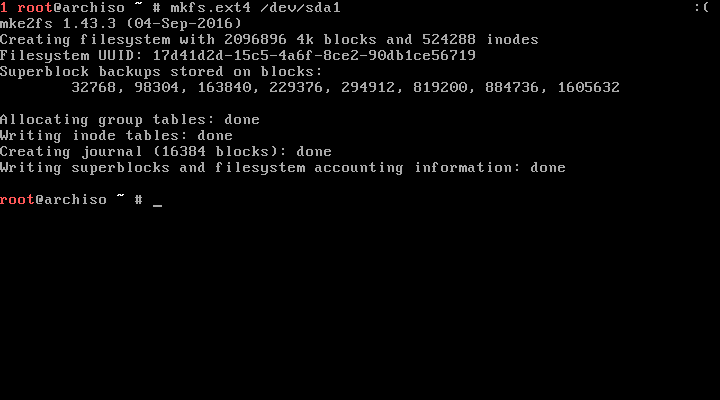 1 root@archiso ~ # mkfs.ext4 /dev/sda1 :(
mke2fs 1.43.3 (04-Sep-2016)
Creating filesystem with 2096896 4k blocks and 524288 inodes
Filesystem UUID: 17d41d2d-15c5-4a6f-8ce2-90db1ce56719
Superblock backups stored on blocks:
32768, 98304, 163840, 229376, 294912, 819200, 884736, 1605632
Allocating group tables: done
Writing inode tables: done
Creating journal (16384 blocks): done
Writing superblocks and filesystem accounting information: done
root@archiso ~ # _